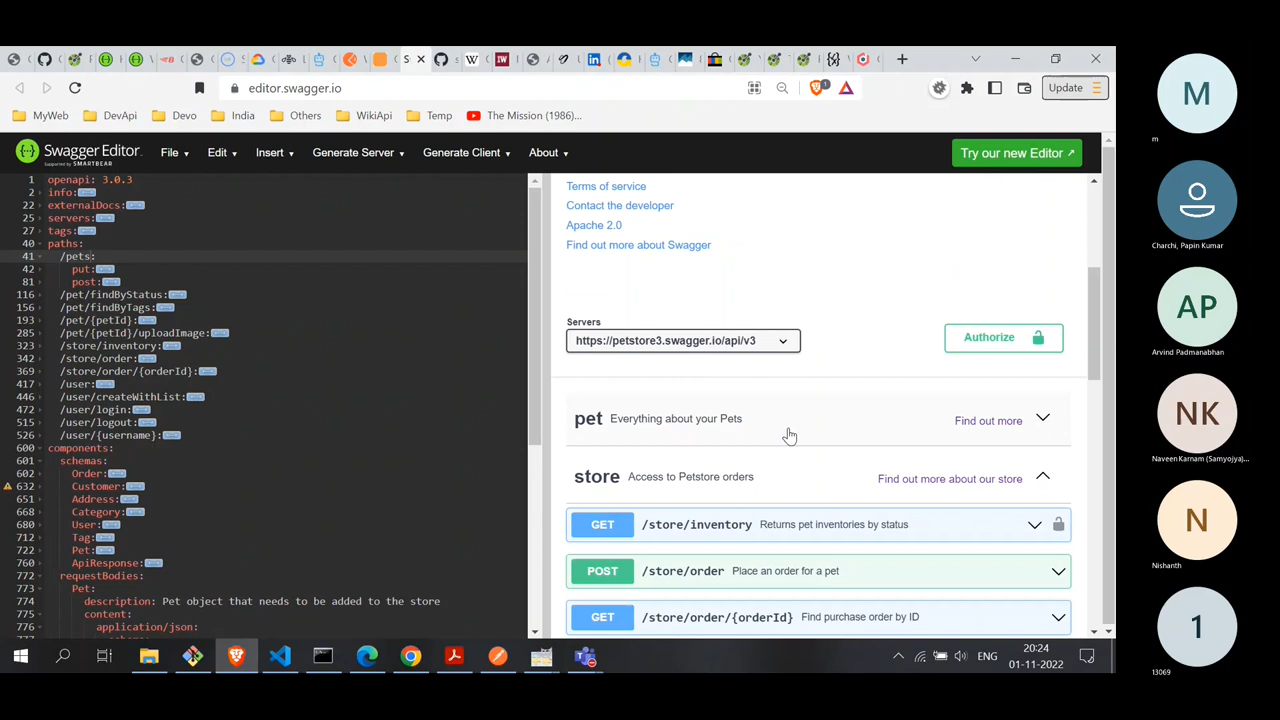 editor.swagger.io
1
Update
MyWeb
DevApi
Devo
India
Others
WikiApi
Temp
The Mission (1986)...
Swagger Editor.
Supported by SMARTBEAR
File
Edit
Insert
Generate Server
Generate Client
About
Try our new Editor ↗
1 openapi: 3.0.3
2 info:
22 externalDocs:
25 servers:
27 tags:
40 paths:
41 /pets:
42 put:
81 post:
116 /pet/findByStatus:
156 /pet/findByTags:
193 /pet/{petId}:
285 /pet/{petId}/uploadImage:
323 /store/inventory:
342 /store/order:
369 /store/order/{orderId}:
417 /user:
446 /user/createWithList:
472 /user/login:
515 /user/logout:
526 /user/{username}:
600 components:
601 schemas:
602 Order:
632 Customer:
651 Address:
668 Category:
680 User:
712 Tag:
722 Pet:
760 ApiResponse:
772 requestBodies:
773 Pet:
774 description: Pet object that needs to be added to the store
775 content:
776 application/json:
Terms of service
Contact the developer
Apache 2.0
Find out more about Swagger
Servers
https://petstore3.swagger.io/api/v3
Authorize
pet Everything about your Pets Find out more
store Access to Petstore orders Find out more about our store
GET /store/inventory Returns pet inventories by status
POST /store/order Place an order for a pet
GET /store/order/{orderId} Find purchase order by ID
ENG
20:24
01-11-2022
M
m
Charchi, Papin Kumar
AP
Arvind Padmanabhan
NK
Naveen Karnam (Samyojya)...
N
Nishanth
1
13069